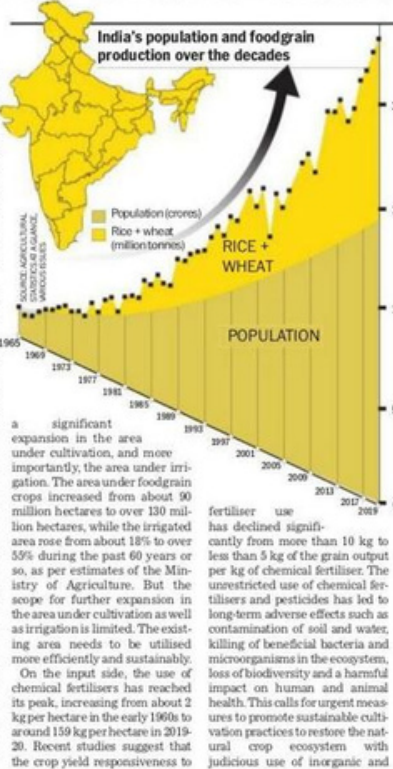 India's population and foodgrain
production over the decades
Population (crores)
Rice + wheat
(million tonnes)
SOURCE: AGRICULTURAL
STATISTICS AT A GLANCE,
VARIOUS ISSUES
RICE +
WHEAT
POPULATION
1965
1969
1973
1977
1981
1985
1989
1993
1997
2001
2005
2009
2013
2017
2019
a significant
expansion in the area
under cultivation, and more
importantly, the area under irri-
gation. The area under foodgrain
crops increased from about 90
million hectares to over 130 mil-
lion hectares, while the irrigated
area rose from about 18% to over
55% during the past 60 years or
so, as per estimates of the Min-
istry of Agriculture. But the
scope for further expansion in
the area under cultivation as well
as irrigation is limited. The exist-
ing area needs to be utilised
more efficiently and sustainably.
On the input side, the use of
chemical fertilisers has reached
its peak, increasing from about 2
kg per hectare in the early 1960s to
around 159 kg per hectare in 2019-
20. Recent studies suggest that
the crop yield responsiveness to
fertiliser use
has declined signifi-
cantly from more than 10 kg to
less than 5 kg of the grain output
per kg of chemical fertiliser. The
unrestricted use of chemical fer-
tilisers and pesticides has led to
long-term adverse effects such as
contamination of soil and water,
killing of beneficial bacteria and
microorganisms in the ecosystem,
loss of biodiversity and a harmful
impact on human and animal
health. This calls for urgent meas-
ures to promote sustainable culti-
vation practices to restore the nat-
ural crop ecosystem with
judicious use of inorganic and